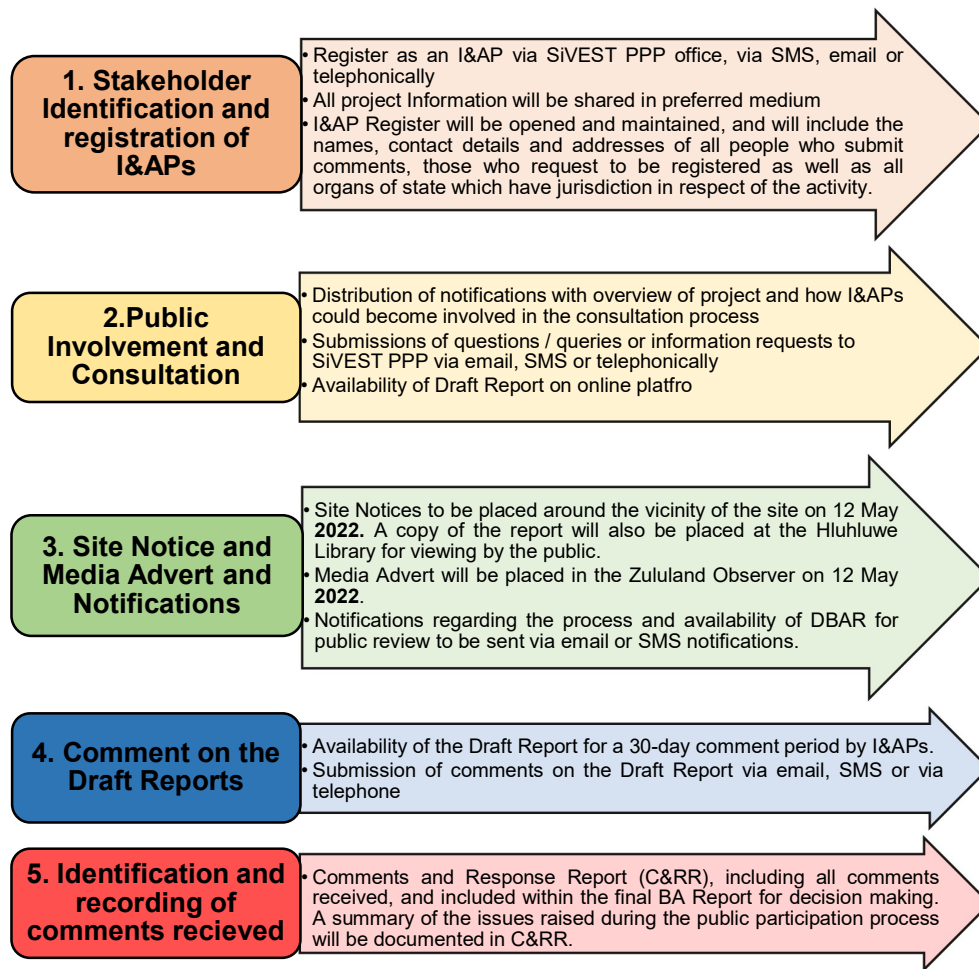 1. Stakeholder
Identification and
registration of
I&APs
• Register as an I&AP via SiVEST PPP office, via SMS, email or
telephonically
• All project Information will be shared in preferred medium
• I&AP Register will be opened and maintained, and will include the
names, contact details and addresses of all people who submit
comments, those who request to be registered as well as all
organs of state which have jurisdiction in respect of the activity.
2.Public
Involvement and
Consultation
• Distribution of notifications with overview of project and how I&APs
could become involved in the consultation process
• Submissions of questions / queries or information requests to
SiVEST PPP via email, SMS or telephonically
• Availability of Draft Report on online platfro
3. Site Notice and
Media Advert and
Notifications
• Site Notices to be placed around the vicinity of the site on 12 May
2022. A copy of the report will also be placed at the Hluhluwe
Library for viewing by the public.
• Media Advert will be placed in the Zululand Observer on 12 May
2022.
• Notifications regarding the process and availability of DBAR for
public review to be sent via email or SMS notifications.
4. Comment on the
Draft Reports
• Availability of the Draft Report for a 30-day comment period by I&APs.
• Submission of comments on the Draft Report via email, SMS or via
telephone
5. Identification and
recording of
comments recieved
• Comments and Response Report (C&RR), including all comments
received, and included within the final BA Report for decision making.
A summary of the issues raised during the public participation process
will be documented in C&RR.